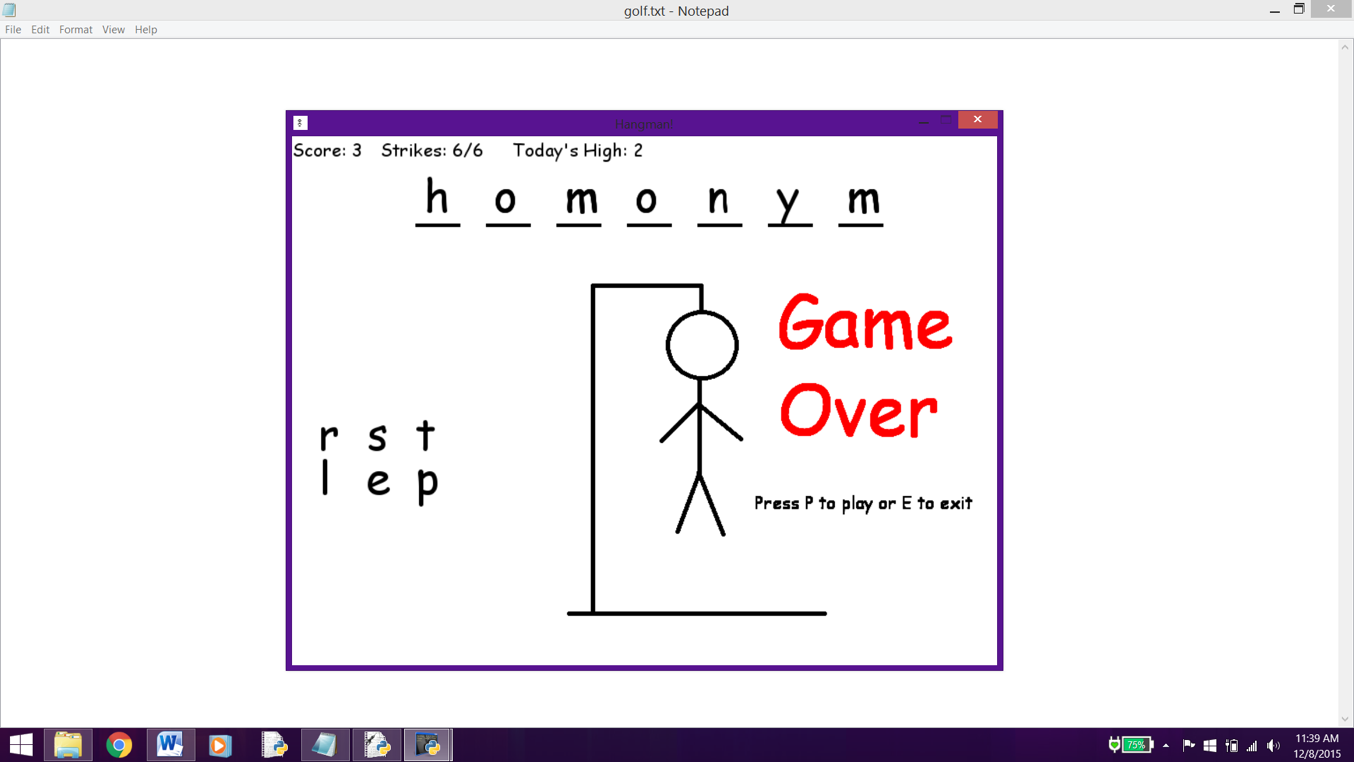 golf.txt - Notepad
File Edit Format View Help
Hangman!
Score: 3 Strikes: 6/6 Today's High: 2
h o m o n y m
Game
Over
r s t
l e p
Press P to play or E to exit
75%
11:39 AM
12/8/2015